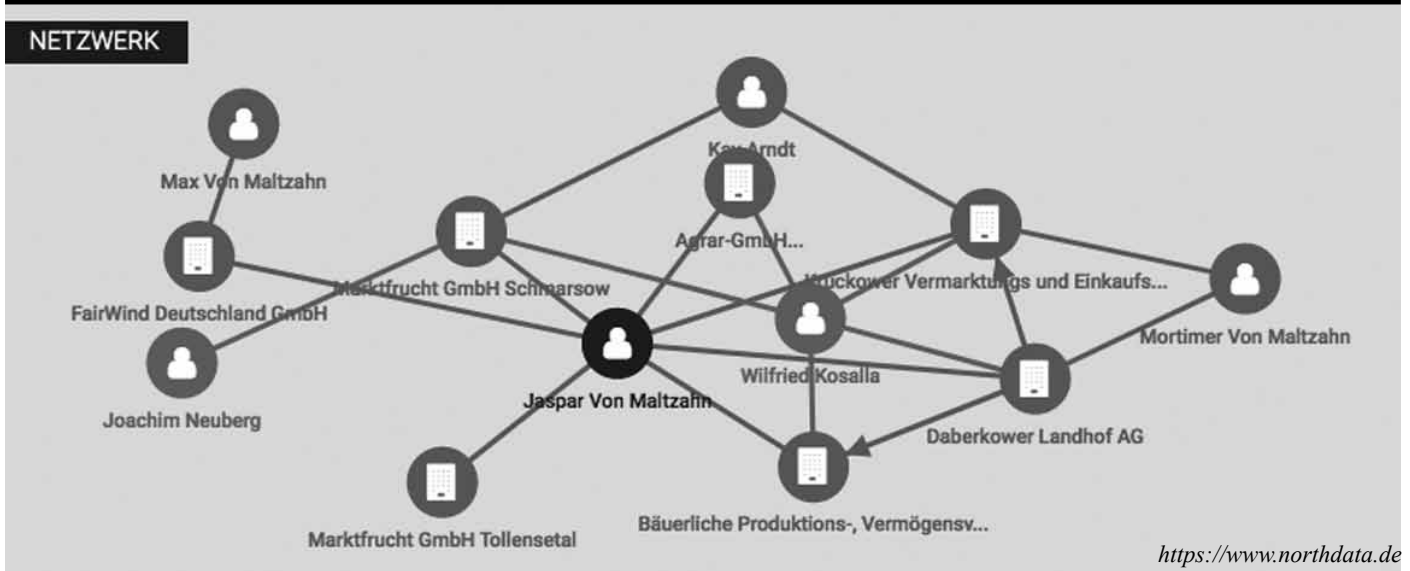 NETZWERK
Kay Arndt
Max Von Maltzahn
Agrar-GmbH...
Marktfrucht GmbH Schmarsow
Kruckower Vermarktungs und Einkaufs...
FairWind Deutschland GmbH
Mortimer Von Maltzahn
Wilfried Kosalla
Jaspar Von Maltzahn
Joachim Neuberg
Daberkower Landhof AG
Bäuerliche Produktions-, Vermögensv...
Marktfrucht GmbH Tollensetal
https://www.northdata.de